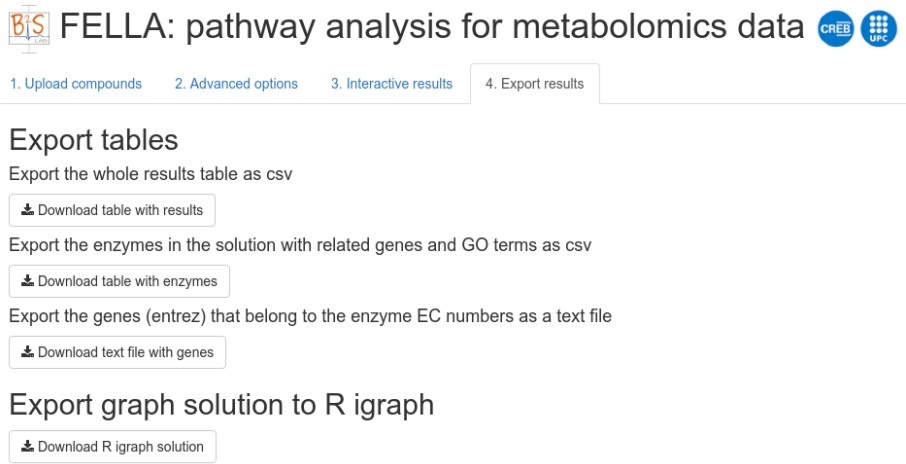 B2S
LAB
FELLA: pathway analysis for metabolomics data
CREB
UPC
1. Upload compounds
2. Advanced options
3. Interactive results
4. Export results
Export tables
Export the whole results table as csv
Download table with results
Export the enzymes in the solution with related genes and GO terms as csv
Download table with enzymes
Export the genes (entrez) that belong to the enzyme EC numbers as a text file
Download text file with genes
Export graph solution to R igraph
Download R igraph solution